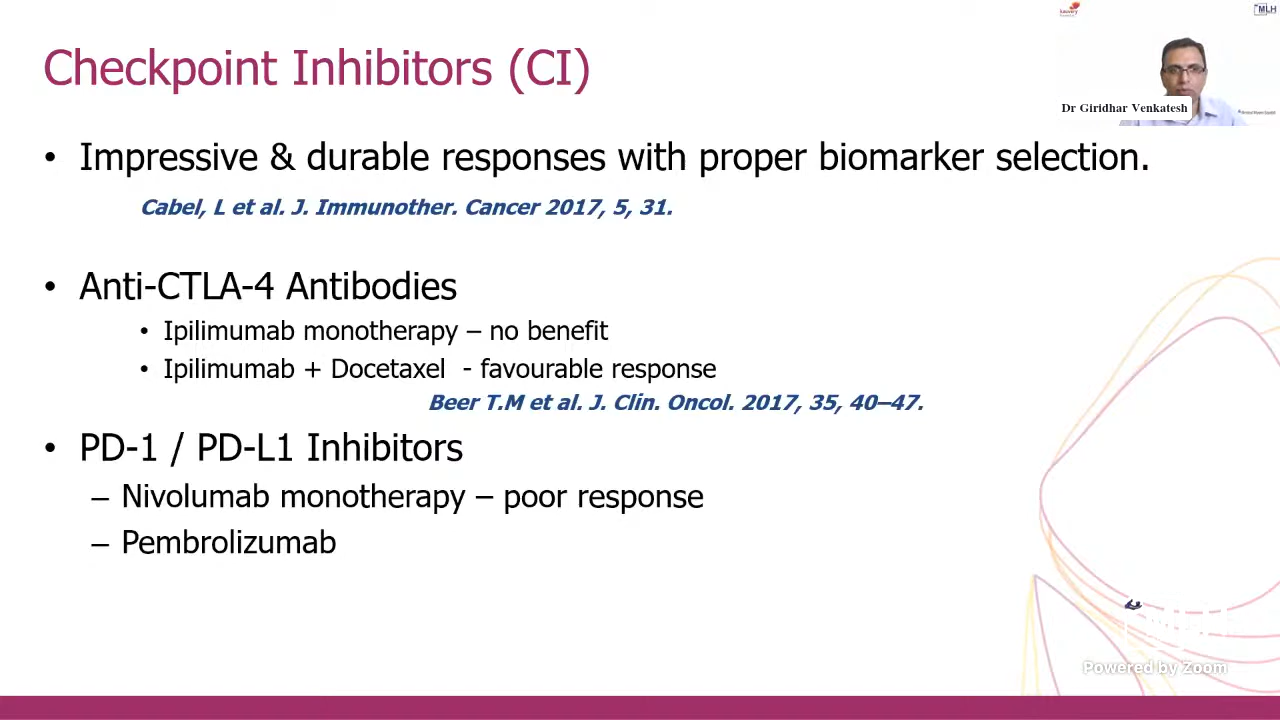 MLH
Checkpoint Inhibitors (CI)
Dr Giridhar Venkatesh
• Impressive & durable responses with proper biomarker selection.
Cabel, L et al. J. Immunother. Cancer 2017, 5, 31.
• Anti-CTLA-4 Antibodies
• Ipilimumab monotherapy – no benefit
• Ipilimumab + Docetaxel - favourable response
Beer T.M et al. J. Clin. Oncol. 2017, 35, 40–47.
• PD-1 / PD-L1 Inhibitors
– Nivolumab monotherapy – poor response
– Pembrolizumab
Powered by Zoom